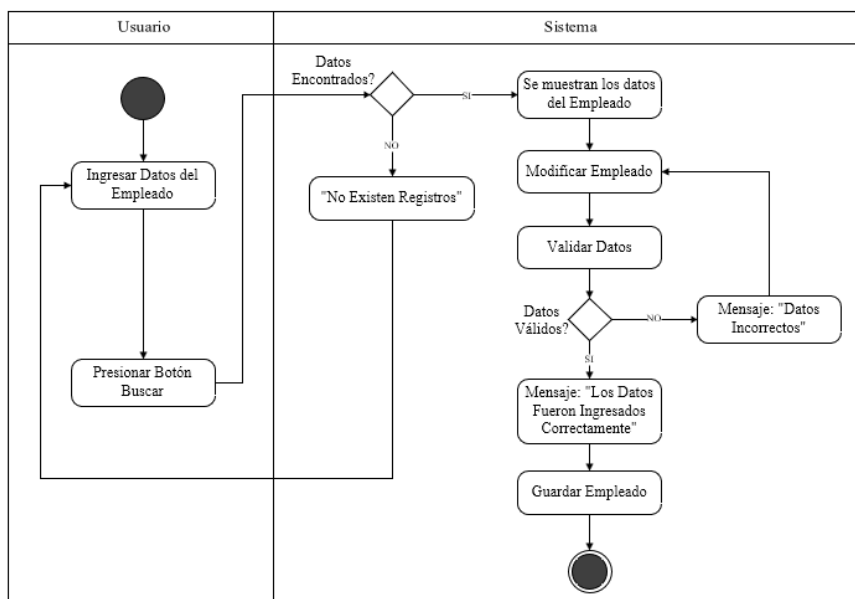 Usuario
Sistema
Datos
Encontrados?
SI
NO
Se muestran los datos
del Empleado
Ingresar Datos del
Empleado
"No Existen Registros"
Modificar Empleado
Validar Datos
Datos
Válidos?
NO
SI
Mensaje: "Datos
Incorrectos"
Presionar Botón
Buscar
Mensaje: "Los Datos
Fueron Ingresados
Correctamente"
Guardar Empleado